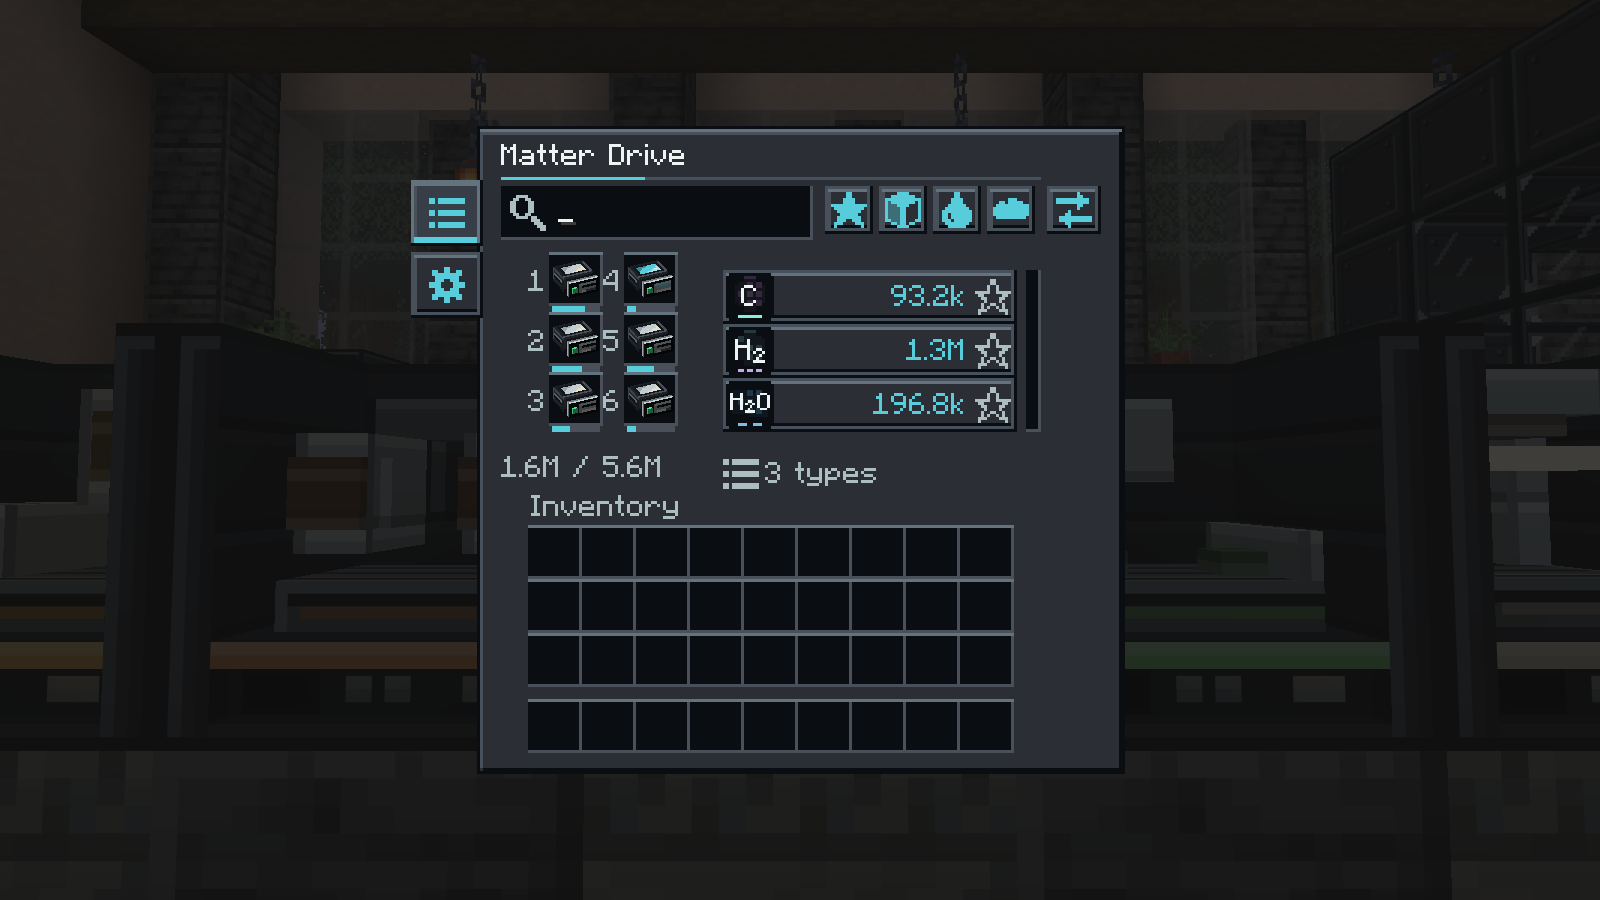 Matter Drive
_
1 4
2 5
3 6
C 93.2k
H₂ 1.3M
H₂O 196.8k
1.6M / 5.6M
3 types
Inventory